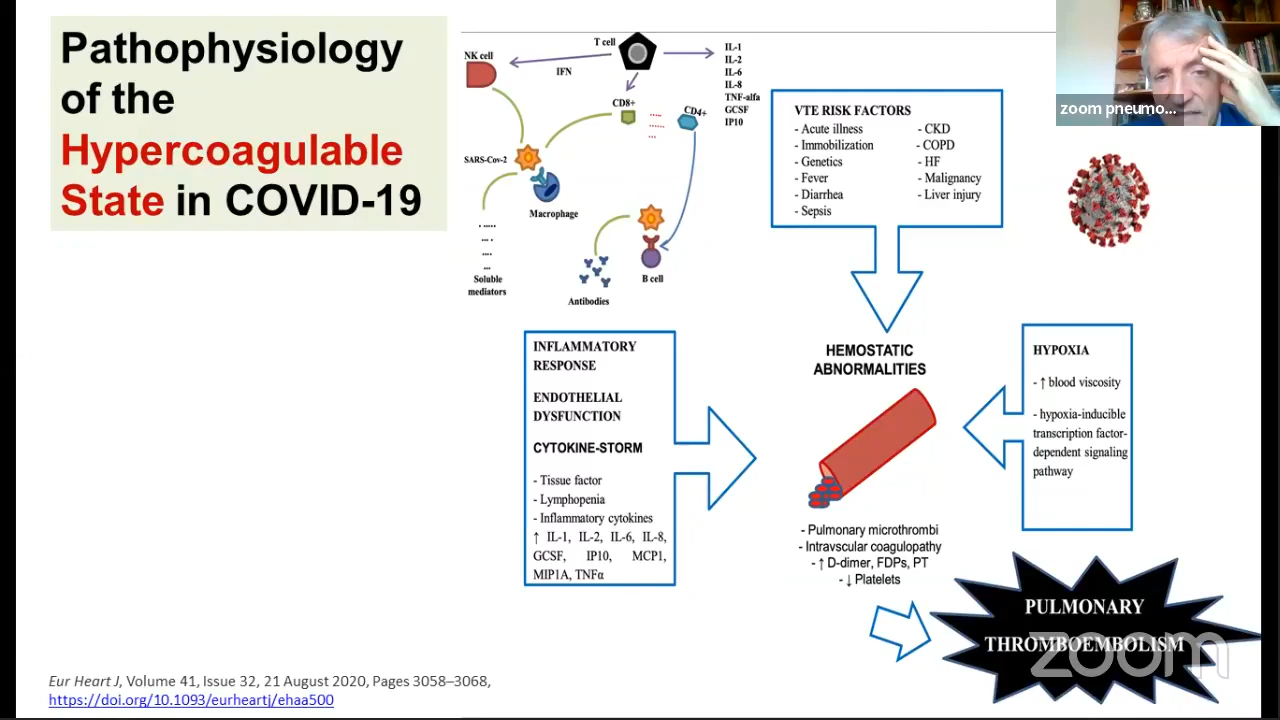 Pathophysiology
of the
Hypercoagulable
State in COVID-19
T cell
NK cell
IFN
IL-1
IL-2
IL-6
IL-8
TNF-alfa
GCSF
IP10
CD8+
CD4+
SARS-Cov-2
Macrophage
Soluble
mediators
Antibodies
B cell
VTE RISK FACTORS
- Acute illness
- Immobilization
- Genetics
- Fever
- Diarrhea
- Sepsis
- CKD
- COPD
- HF
- Malignancy
- Liver injury
zoom pneumo...
INFLAMMATORY
RESPONSE
ENDOTHELIAL
DYSFUNCTION
CYTOKINE-STORM
- Tissue factor
- Lymphopenia
- Inflammatory cytokines
↑ IL-1, IL-2, IL-6, IL-8,
GCSF, IP10, MCP1,
MIP1A, TNFα
HEMOSTATIC
ABNORMALITIES
- Pulmonary microthrombi
- Intravscular coagulopathy
- ↑ D-dimer, FDPs, PT
- ↓ Platelets
HYPOXIA
- ↑ blood viscosity
- hypoxia-inducible
transcription factor-
dependent signaling
pathway
PULMONARY
THROMBOEMBOLISM
zoom
Eur Heart J, Volume 41, Issue 32, 21 August 2020, Pages 3058–3068,
https://doi.org/10.1093/eurheartj/ehaa500